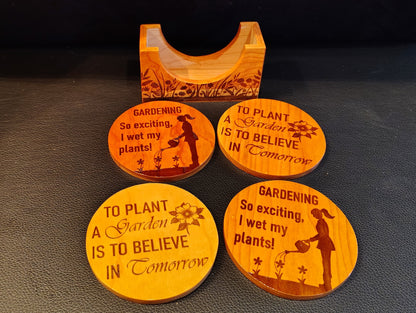 GARDENING
So exciting,
I wet my
plants!
TO PLANT
A Garden
IS TO BELIEVE
IN Tomorrow
TO PLANT
A Garden
IS TO BELIEVE
IN Tomorrow
GARDENING
So exciting,
I wet my
plants!